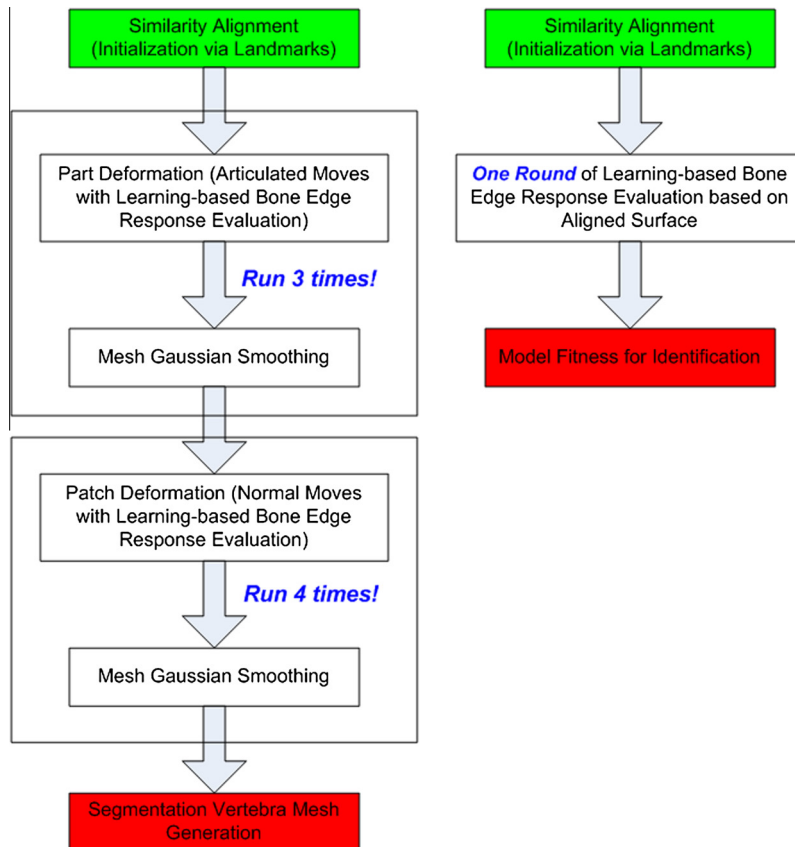 Similarity Alignment
(Initialization via Landmarks)
Part Deformation (Articulated Moves
with Learning-based Bone Edge
Response Evaluation)
Run 3 times!
Mesh Gaussian Smoothing
Patch Deformation (Normal Moves
with Learning-based Bone Edge
Response Evaluation)
Run 4 times!
Mesh Gaussian Smoothing
Segmentation Vertebra Mesh
Generation
Similarity Alignment
(Initialization via Landmarks)
One Round of Learning-based Bone
Edge Response Evaluation based on
Aligned Surface
Model Fitness for Identification